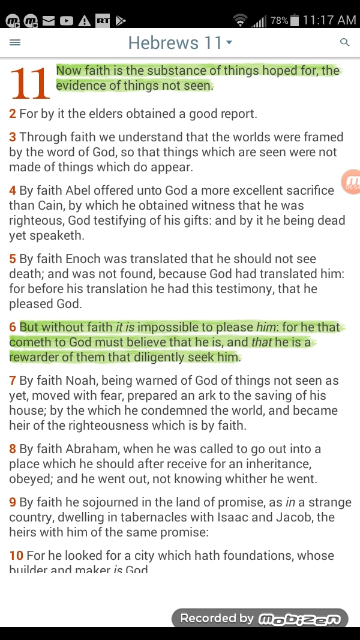 78% 11:17 AM
Hebrews 11
11 Now faith is the substance of things hoped for, the
evidence of things not seen.
2 For by it the elders obtained a good report.
3 Through faith we understand that the worlds were framed
by the word of God, so that things which are seen were not
made of things which do appear.
4 By faith Abel offered unto God a more excellent sacrifice
than Cain, by which he obtained witness that he was
righteous, God testifying of his gifts: and by it he being dead
yet speaketh.
5 By faith Enoch was translated that he should not see
death; and was not found, because God had translated him:
for before his translation he had this testimony, that he
pleased God.
6 But without faith it is impossible to please him: for he that
cometh to God must believe that he is, and that he is a
rewarder of them that diligently seek him.
7 By faith Noah, being warned of God of things not seen as
yet, moved with fear, prepared an ark to the saving of his
house; by the which he condemned the world, and became
heir of the righteousness which is by faith.
8 By faith Abraham, when he was called to go out into a
place which he should after receive for an inheritance,
obeyed; and he went out, not knowing whither he went.
9 By faith he sojourned in the land of promise, as in a strange
country, dwelling in tabernacles with Isaac and Jacob, the
heirs with him of the same promise:
10 For he looked for a city which hath foundations, whose
builder and maker is God
Recorded by mobizen